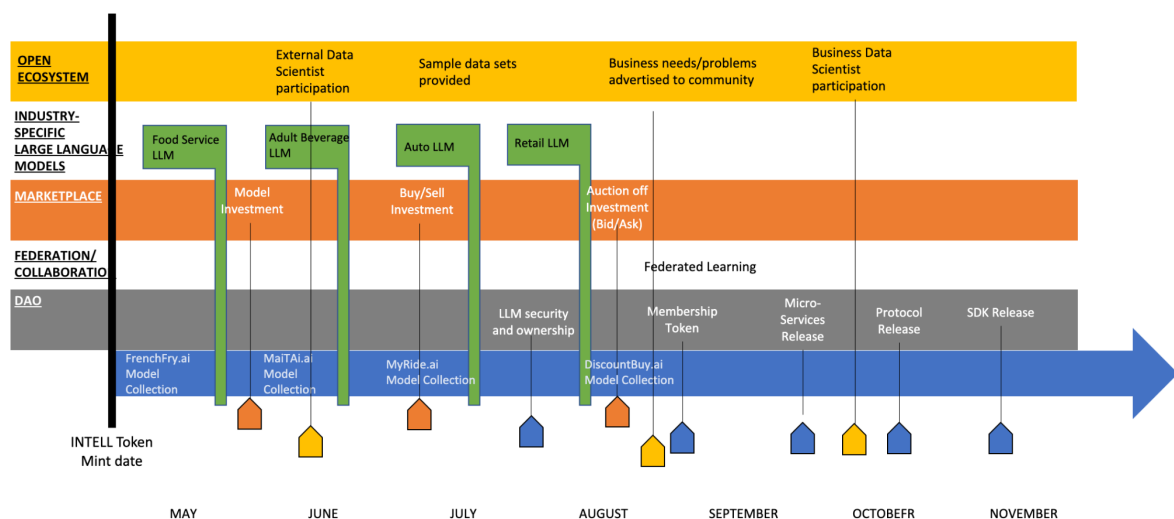 OPEN
ECOSYSTEM
External Data
Scientist
participation
Sample data sets
provided
Business needs/problems
advertised to community
Business Data
Scientist
participation
INDUSTRY-
SPECIFIC
LARGE LANGUAGE
MODELS
Food Service
LLM
Adult Beverage
LLM
Auto LLM
Retail LLM
MARKETPLACE
Model
Investment
Buy/Sell
Investment
Auction off
Investment
(Bid/Ask)
FEDERATION/
COLLABORATION
Federated Learning
DAO
LLM security
and ownership
Membership
Token
Micro-
Services
Release
Protocol
Release
SDK Release
FrenchFry.ai
Model
Collection
MaiTAi.ai
Model
Collection
MyRide.ai
Model Collection
DiscountBuy.ai
Model Collection
INTELL Token
Mint date
MAY
JUNE
JULY
AUGUST
SEPTEMBER
OCTOBEFR
NOVEMBER